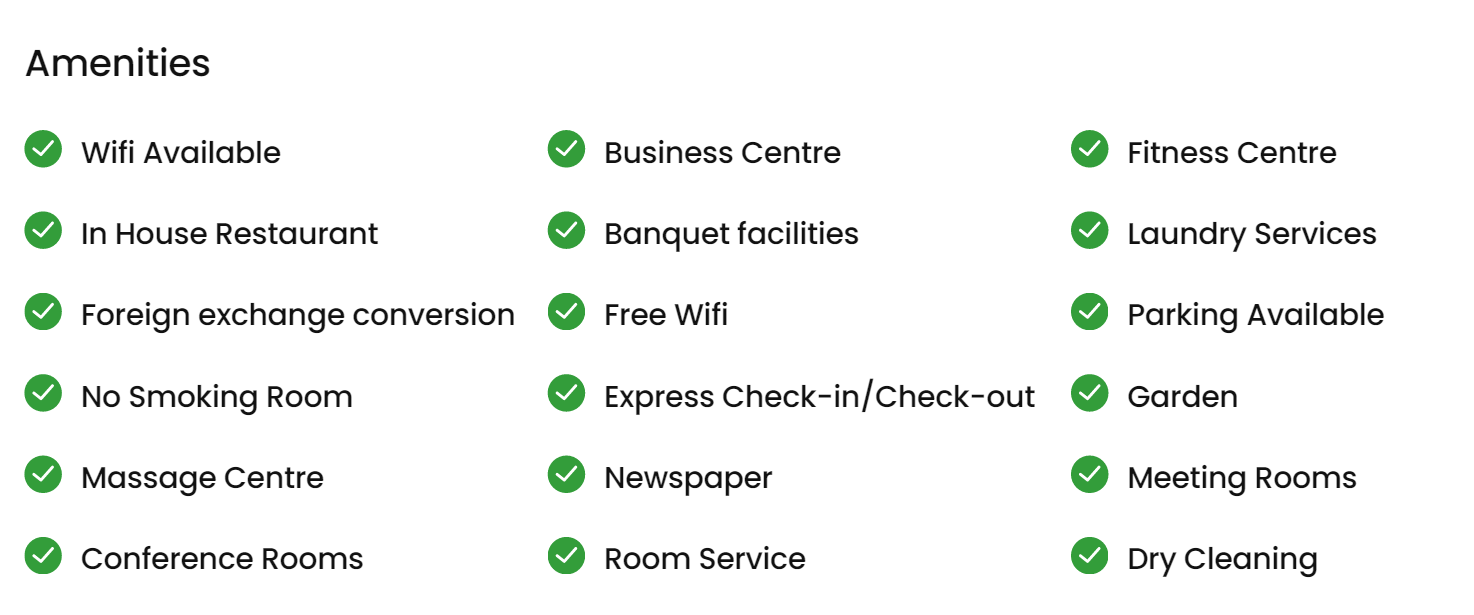 Amenities
Wifi Available
Business Centre
Fitness Centre
In House Restaurant
Banquet facilities
Laundry Services
Foreign exchange conversion
Free Wifi
Parking Available
No Smoking Room
Express Check-in/Check-out
Garden
Massage Centre
Newspaper
Meeting Rooms
Conference Rooms
Room Service
Dry Cleaning